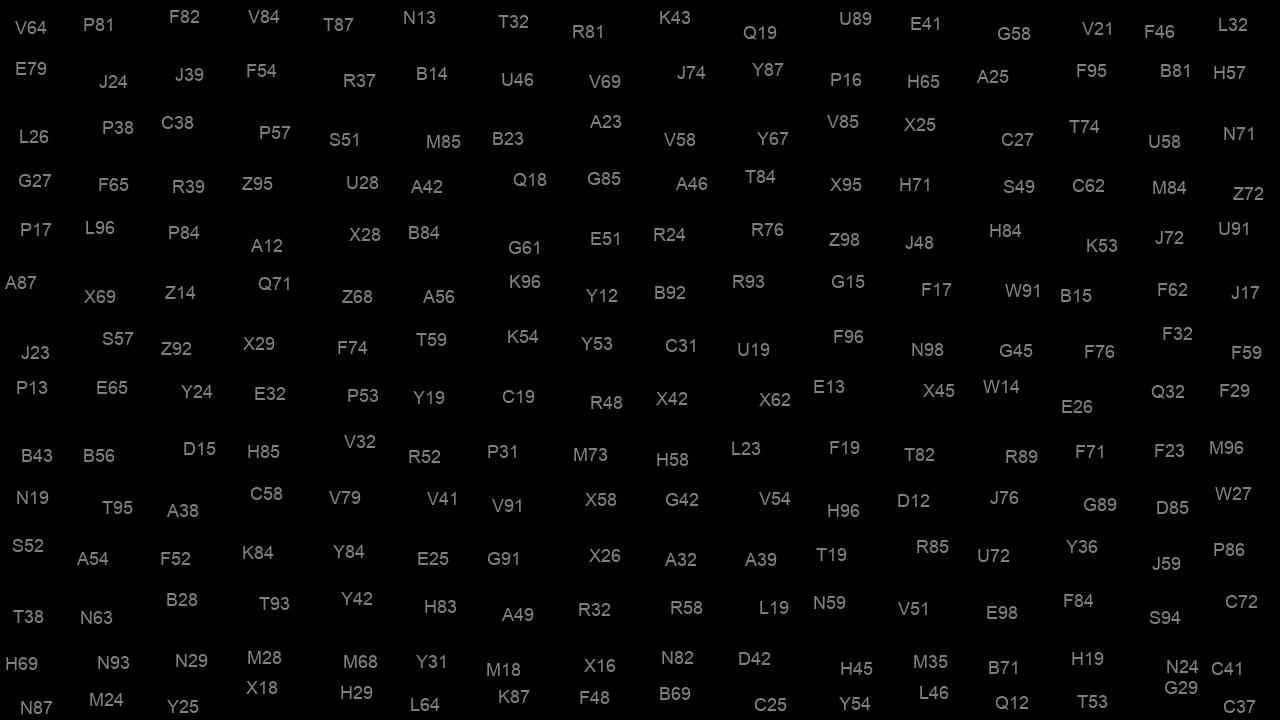 V64 P81 F82 V84 T87 N13 T32 R81 K43 Q19 U89 E41 G58 V21 F46 L32
E79 J24 J39 F54 R37 B14 U46 V69 J74 Y87 P16 H65 A25 F95 B81 H57
L26 P38 C38 P57 S51 M85 B23 A23 V58 Y67 V85 X25 C27 T74 U58 N71
G27 F65 R39 Z95 U28 A42 Q18 G85 A46 T84 X95 H71 S49 C62 M84 Z72
P17 L96 P84 A12 X28 B84 G61 E51 R24 R76 Z98 J48 H84 K53 J72 U91
A87 X69 Z14 Q71 Z68 A56 K96 Y12 B92 R93 G15 F17 W91 B15 F62 J17
J23 S57 Z92 X29 F74 T59 K54 Y53 C31 U19 F96 N98 G45 F76 F32 F59
P13 E65 Y24 E32 P53 Y19 C19 R48 X42 X62 E13 X45 W14 E26 Q32 F29
B43 B56 D15 H85 V32 R52 P31 M73 H58 L23 F19 T82 R89 F71 F23 M96
N19 T95 A38 C58 V79 V41 V91 X58 G42 V54 H96 D12 J76 G89 D85 W27
S52 A54 F52 K84 Y84 E25 G91 X26 A32 A39 T19 R85 U72 Y36 J59 P86
T38 N63 B28 T93 Y42 H83 A49 R32 R58 L19 N59 V51 E98 F84 S94 C72
H69 N93 N29 M28 M68 Y31 M18 X16 N82 D42 H45 M35 B71 H19 N24 C41
N87 M24 Y25 X18 H29 L64 K87 F48 B69 C25 Y54 L46 Q12 T53 G29 C37